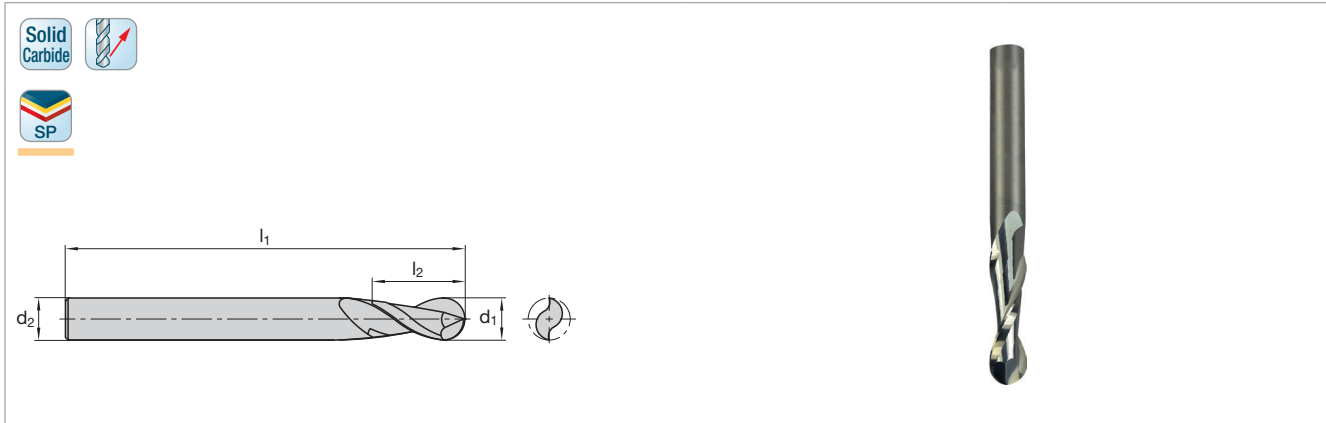 Solid
Carbide
SP
l₁
l₂
d₂
d₁